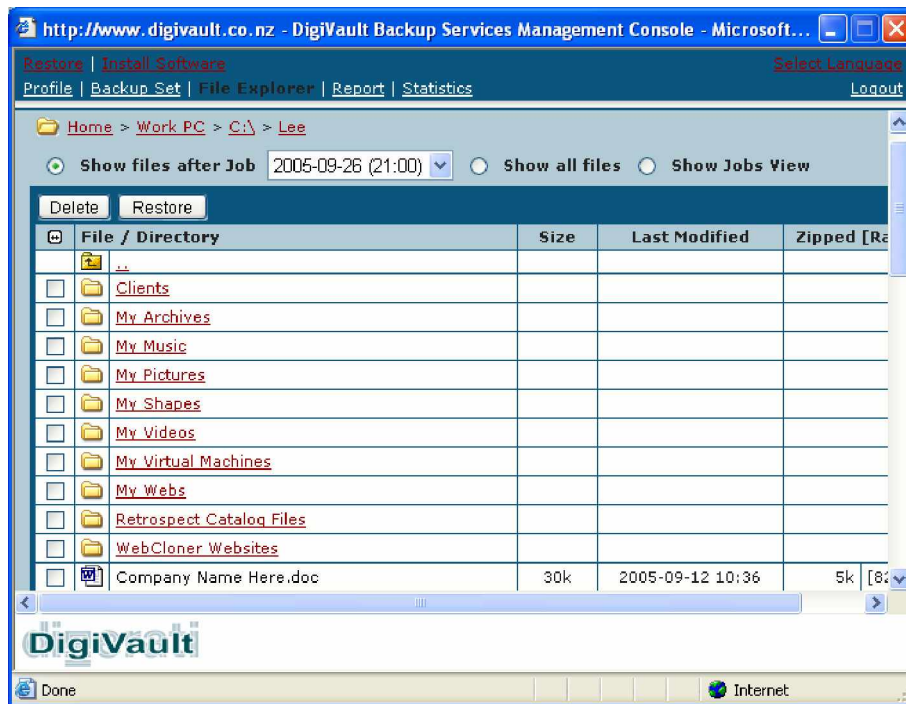 http://www.digivault.co.nz - DigiVault Backup Services Management Console - Microsoft...
Restore | Install Software Select Language
Profile | Backup Set | File Explorer | Report | Statistics Logout
Home > Work PC > C:\ > Lee
Show files after Job 2005-09-26 (21:00) Show all files Show Jobs View
Delete Restore
File / Directory Size Last Modified Zipped [Ra
..
Clients
My Archives
My Music
My Pictures
My Shapes
My Videos
My Virtual Machines
My Webs
Retrospect Catalog Files
WebCloner Websites
Company Name Here.doc 30k 2005-09-12 10:36 5k [82
DigiVault
Done Internet